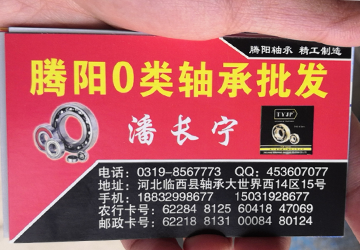 腾阳轴承 精工制造
腾阳0类轴承批发
潘长宁
TYJP
电话：0319-8567773 QQ：453607077
地址：河北临西县轴承大世界西14区15号
手机：18832998677 15031928677
农行卡号：62284 8125 60418 47069
邮政卡号：62218 8131 00084 80124